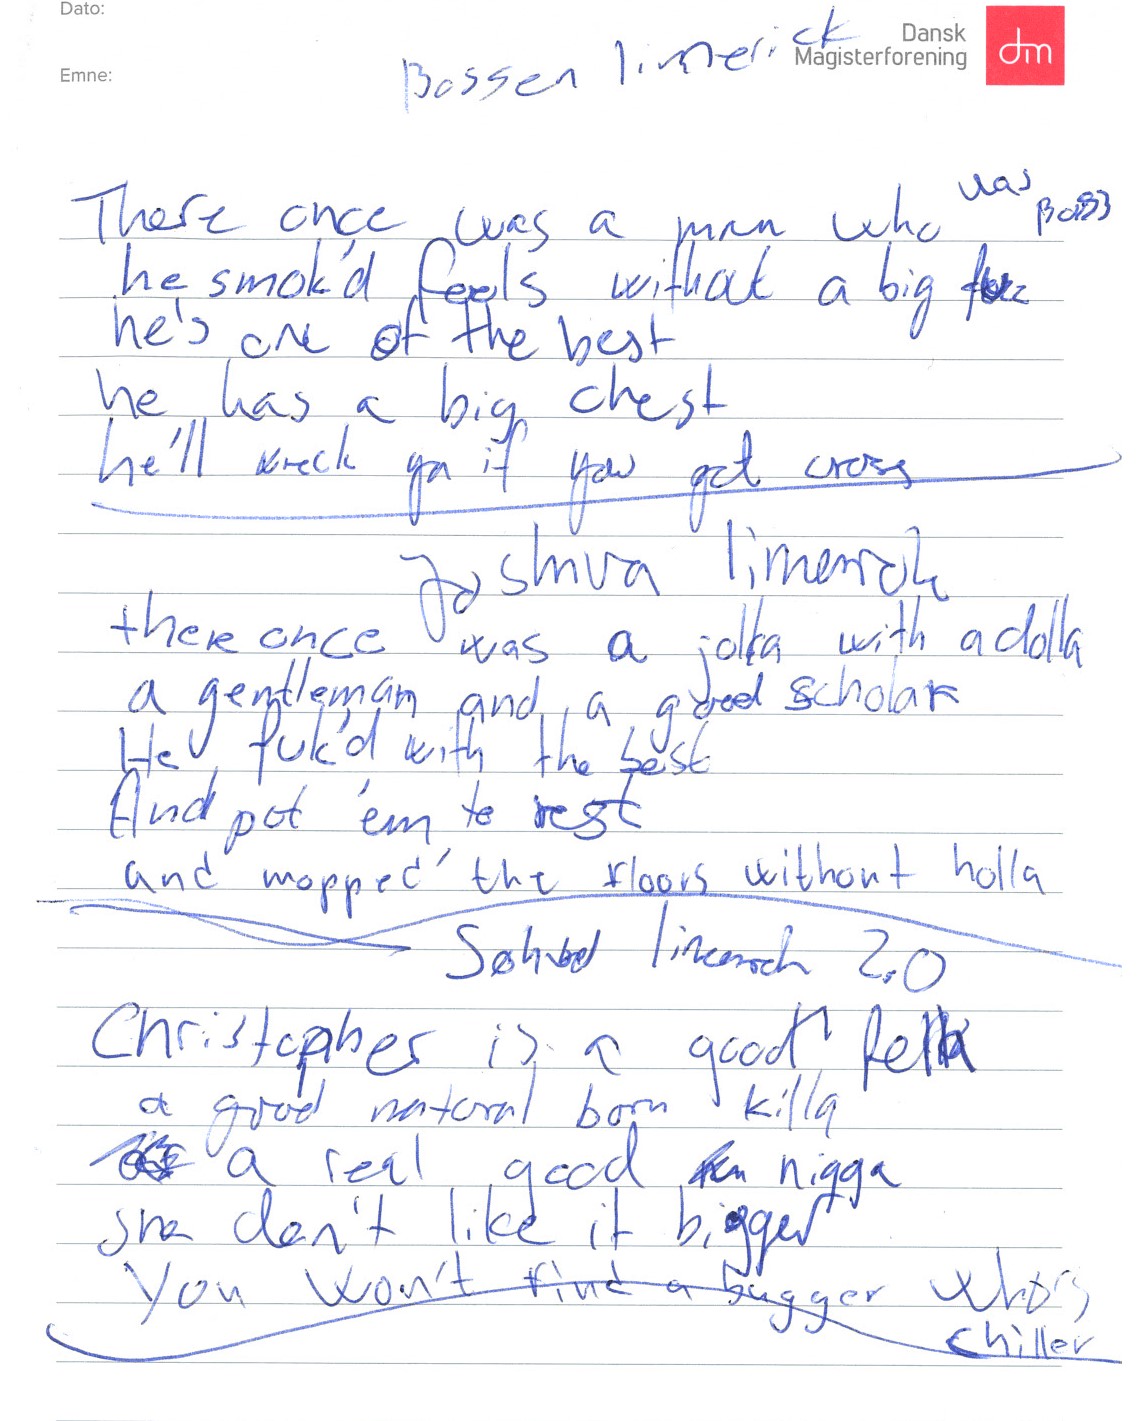 Dato:
Emne:
Dansk
Magisterforening
dm
Bossen limerick
There once was a man who was Boss
he smok'd feels without a big
he's one of the best
he has a big chest
he'll wreck ya if you get cross
Joshua limerick
there once was a with a dolla
a gentleman and a good scholar
He fuk'd with the best
And put 'em to rest
and mopped the floors without holla
limerick 2.0
Christopher is a good fella
a good natural born killa
a real good nigga
she don't like it bigger
You won't find a bugger who's
chiller